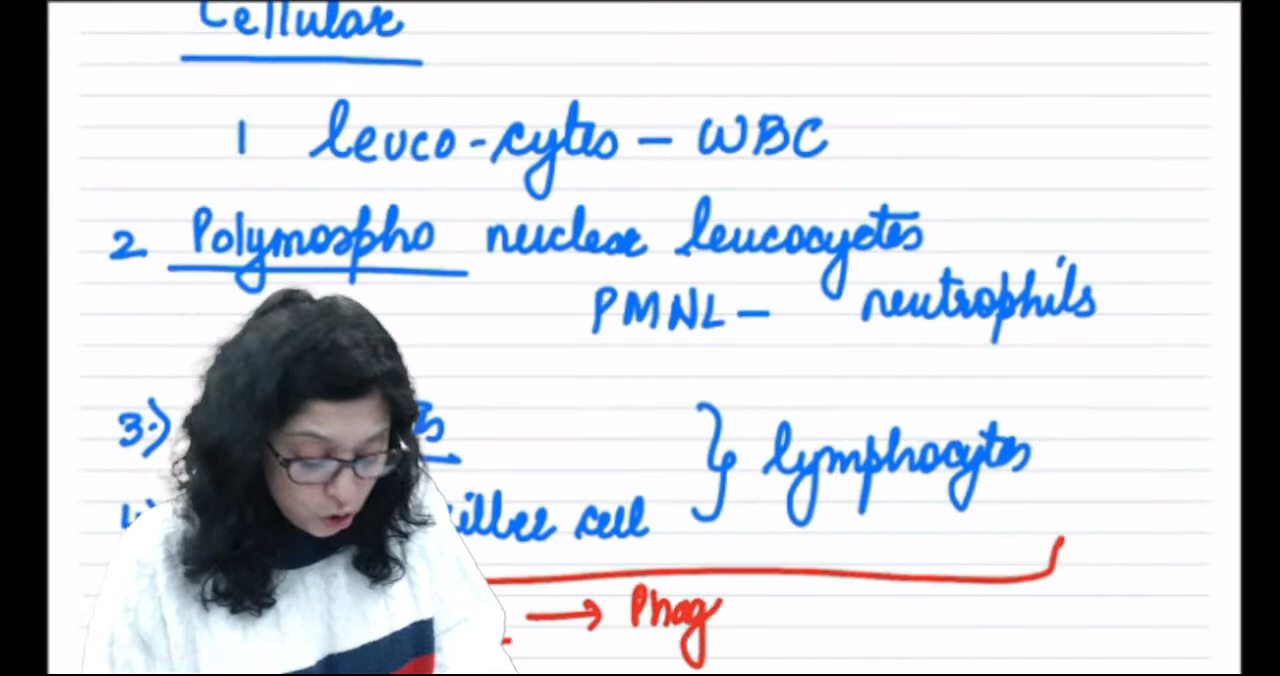 Cellular
1 leuco-cytes - WBC
2 Polymorpho nuclear leucocytes
PMNL - neutrophils
3.) } lymphocytes
cell
→ Phag